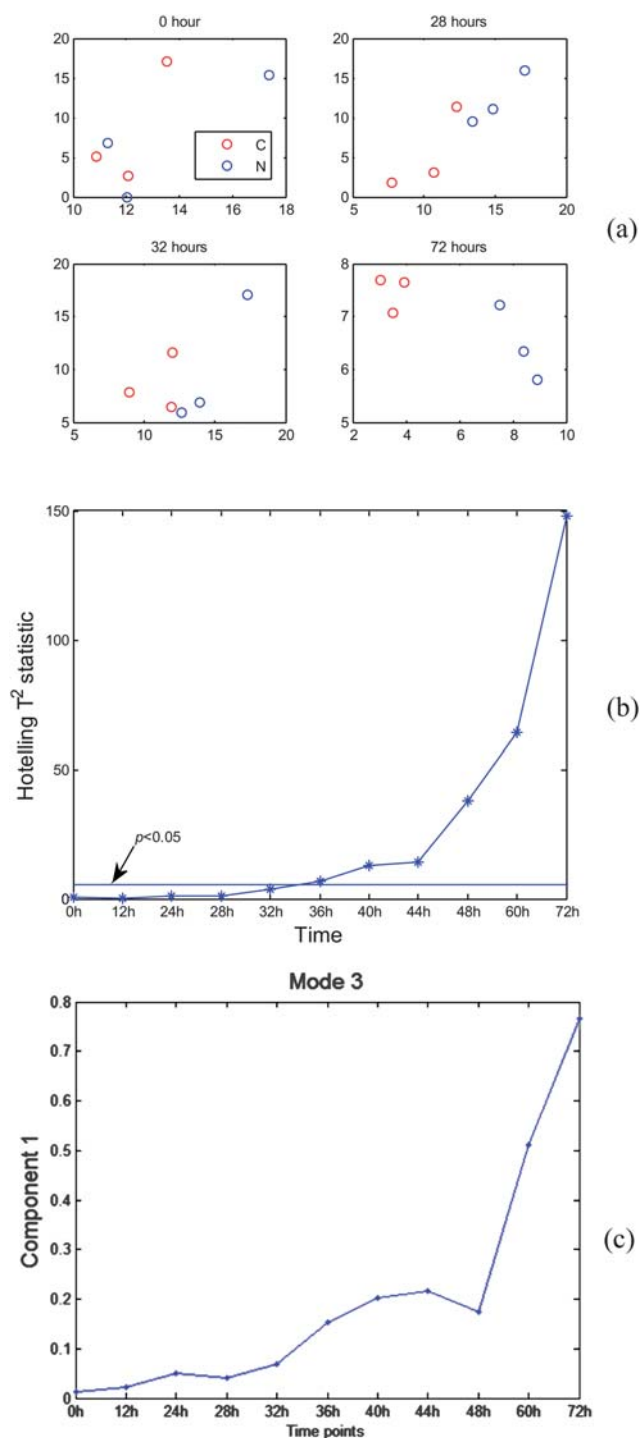 0 hour
28 hours
20
15
10
5
0
10 12 14 16 18
C
N
20
15
10
5
0
5 10 15 20
(a)
32 hours
72 hours
20
15
10
5
5 10 15 20
8
7
6
5
2 4 6 8 10
150
100
50
0
Hotelling T² statistic
p<0.05
0h 12h 24h 28h 32h 36h 40h 44h 48h 60h 72h
Time
(b)
Mode 3
0.8
0.7
0.6
0.5
0.4
0.3
0.2
0.1
0
Component 1
0h 12h 24h 28h 32h 36h 40h 44h 48h 60h 72h
Time points
(c)